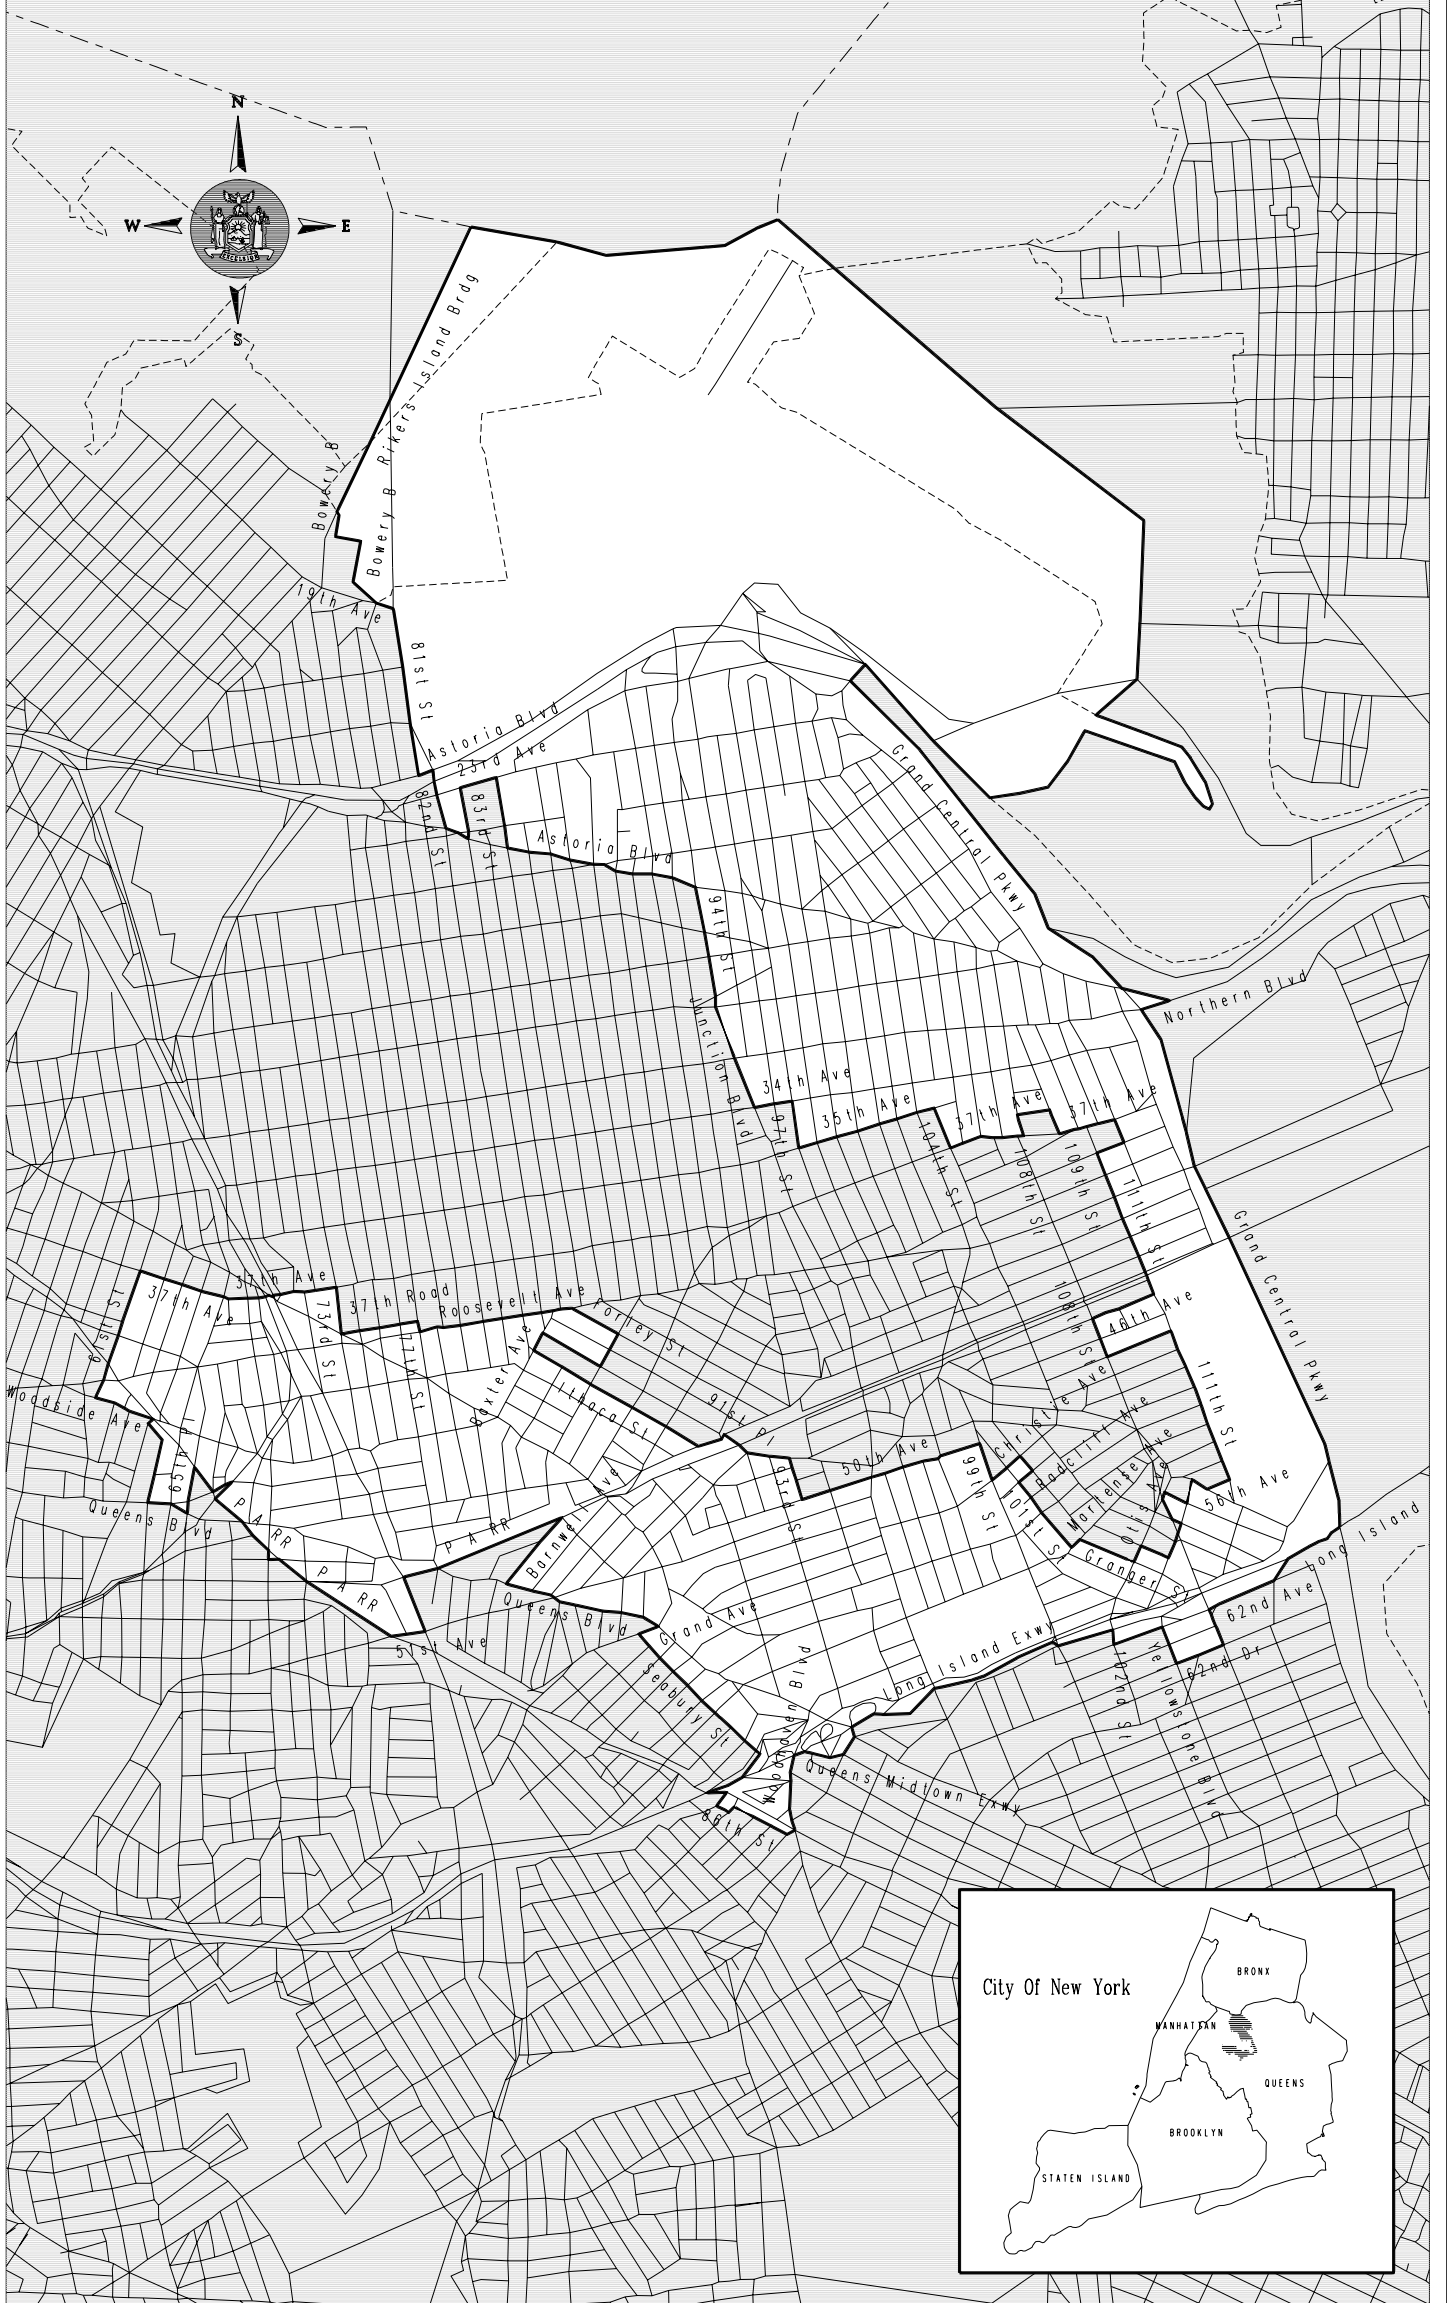 N
W
E
S
EXCELSIOR
Bowery B
Rikers Island Brdg
Bowery B
19th Ave
81st St
Astoria Blvd
23rd Ave
82nd St
83rd St
Astoria Blvd
Grand Central Pkwy
94th St
Northern Blvd
Junction Blvd
34th Ave
97th St
35th Ave
37th Ave
37th Ave
104th St
108th St
109th St
111th St
Grand Central Pkwy
37th Ave
37th Ave
61st St
73rd St
37th Road
Roosevelt Ave
Forley St
77th St
Baxter Ave
Ithaca St
91st Pl
108th St
46th Ave
Woodside Ave
65th Pl
Queens Blvd
P A RR
P A RR
P A RR
Barnwell Ave
93rd St
50th Ave
99th St
Christie Ave
Radcliff Ave
Martense Ave
Otis Ave
111th St
56th Ave
101st St
Granger St
Long Island
Queens Blvd
51st Ave
Grand Ave
Seabury St
Woodhaven Blvd
Long Island Exwy
62nd Ave
62nd Dr
102nd St
Yellowstone Blvd
Queens Midtown Exwy
86th St
City Of New York
BRONX
MANHATTAN
QUEENS
BROOKLYN
STATEN ISLAND